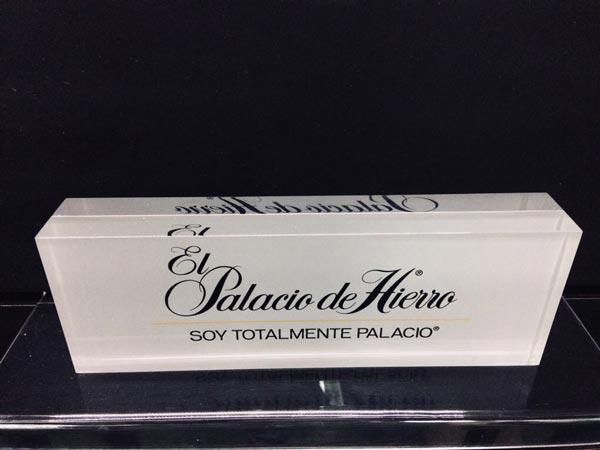 El
Palacio de Hierro®
SOY TOTALMENTE PALACIO®